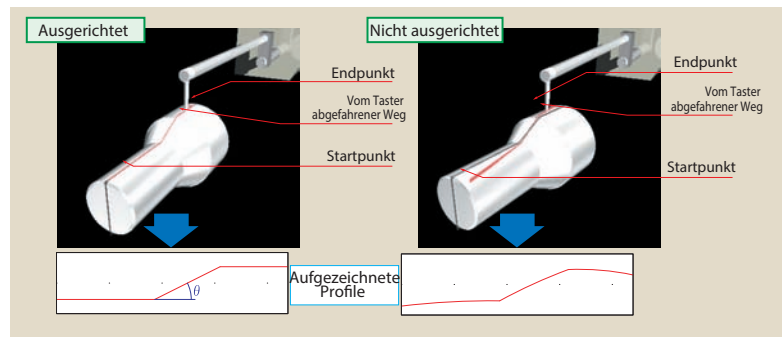 Ausgerichtet
Endpunkt
Vom Taster
abgefahrener Weg
Startpunkt
Nicht ausgerichtet
Endpunkt
Vom Taster
abgefahrener Weg
Startpunkt
θ
Aufgezeichnete
Profile